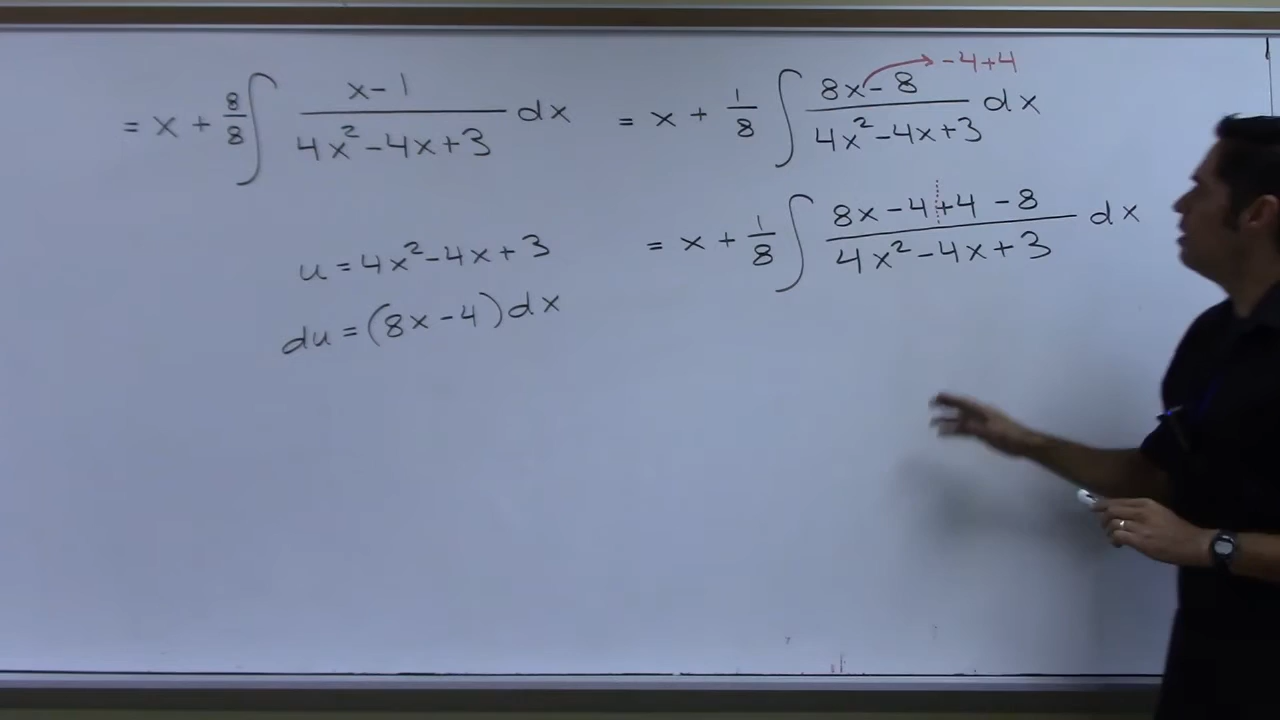 = x + 8/8 ∫ (x-1)/(4x²-4x+3) dx = x + 1/8 ∫ (8x-8)/(4x²-4x+3) dx
-4+4
= x + 1/8 ∫ (8x-4+4-8)/(4x²-4x+3) dx
u = 4x²-4x+3
du = (8x-4)dx